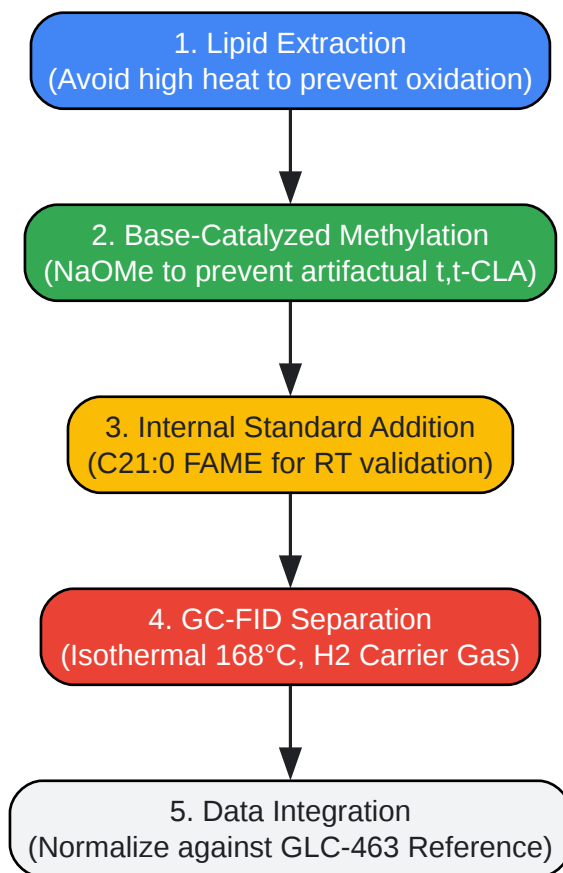 1. Lipid Extraction
(Avoid high heat to prevent oxidation)
2. Base-Catalyzed Methylation
(NaOMe to prevent artifactual t,t-CLA)
3. Internal Standard Addition
(C21:0 FAME for RT validation)
4. GC-FID Separation
(Isothermal 168°C, H2 Carrier Gas)
5. Data Integration
(Normalize against GLC-463 Reference)